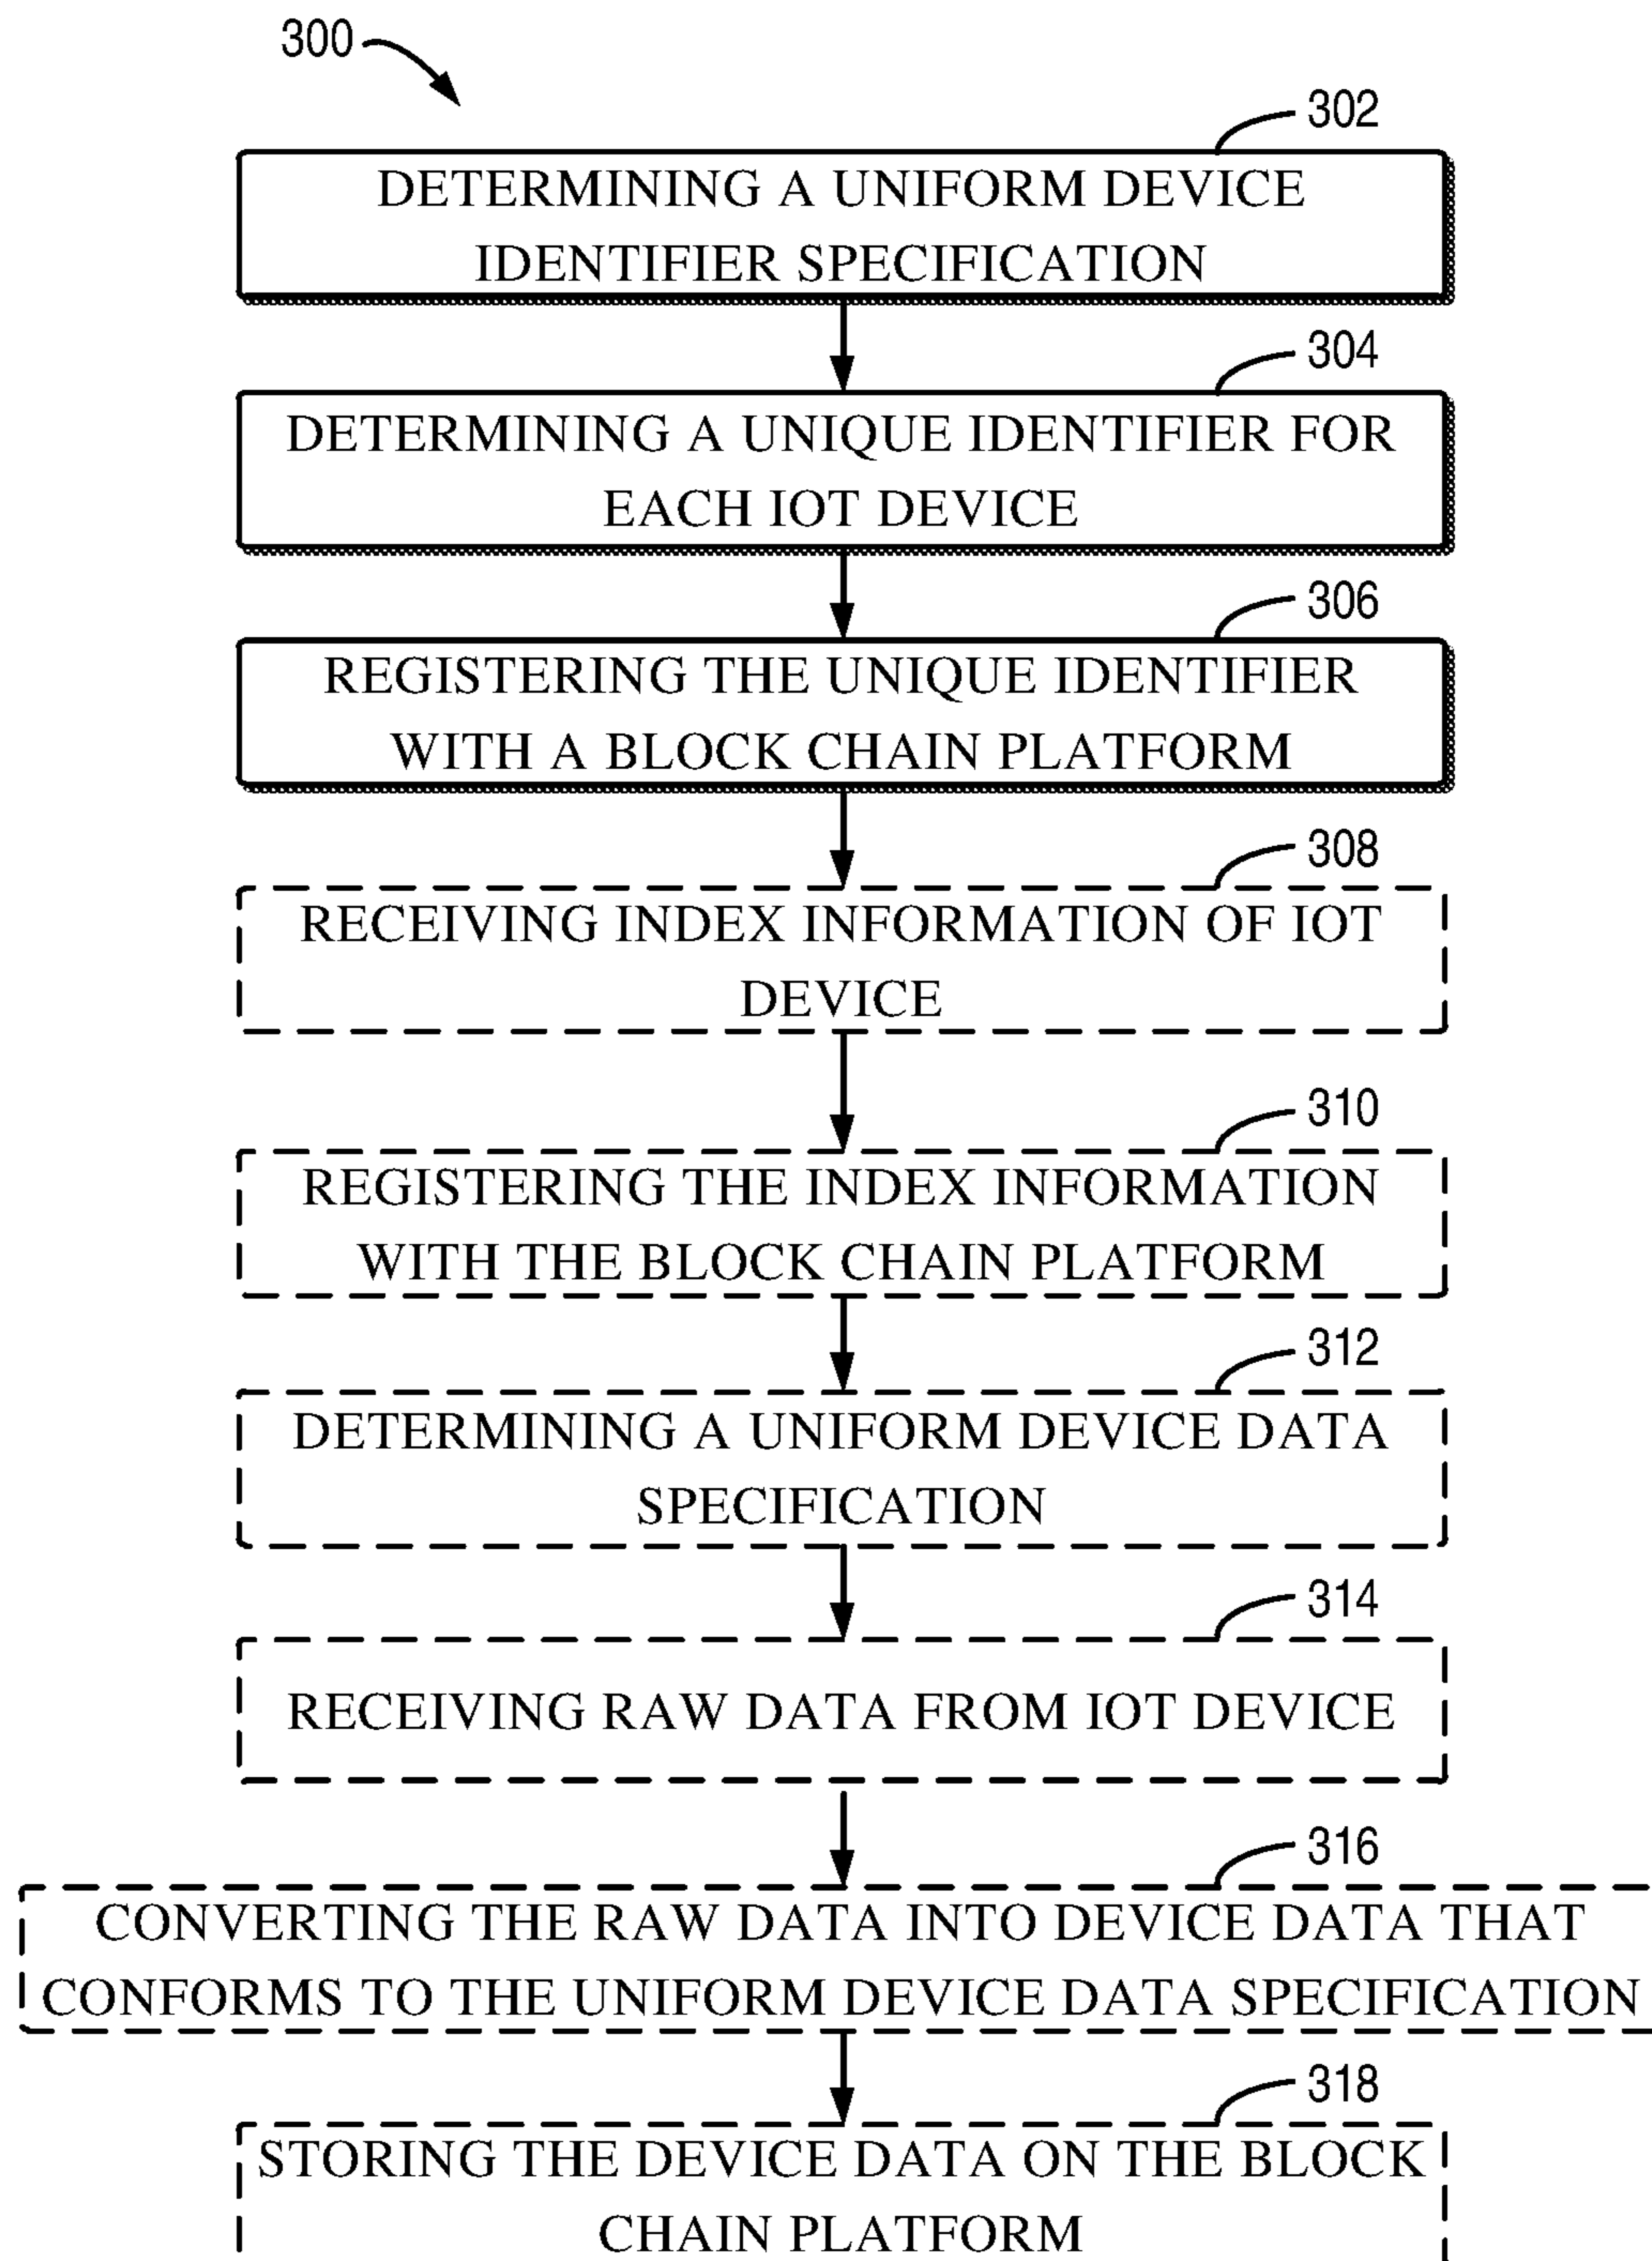 300
302
DETERMINING A UNIFORM DEVICE
IDENTIFIER SPECIFICATION
304
DETERMINING A UNIQUE IDENTIFIER FOR
EACH IOT DEVICE
306
REGISTERING THE UNIQUE IDENTIFIER
WITH A BLOCK CHAIN PLATFORM
308
RECEIVING INDEX INFORMATION OF IOT
DEVICE
310
REGISTERING THE INDEX INFORMATION
WITH THE BLOCK CHAIN PLATFORM
312
DETERMINING A UNIFORM DEVICE DATA
SPECIFICATION
314
RECEIVING RAW DATA FROM IOT DEVICE
316
CONVERTING THE RAW DATA INTO DEVICE DATA THAT
CONFORMS TO THE UNIFORM DEVICE DATA SPECIFICATION
318
STORING THE DEVICE DATA ON THE BLOCK
CHAIN PLATFORM